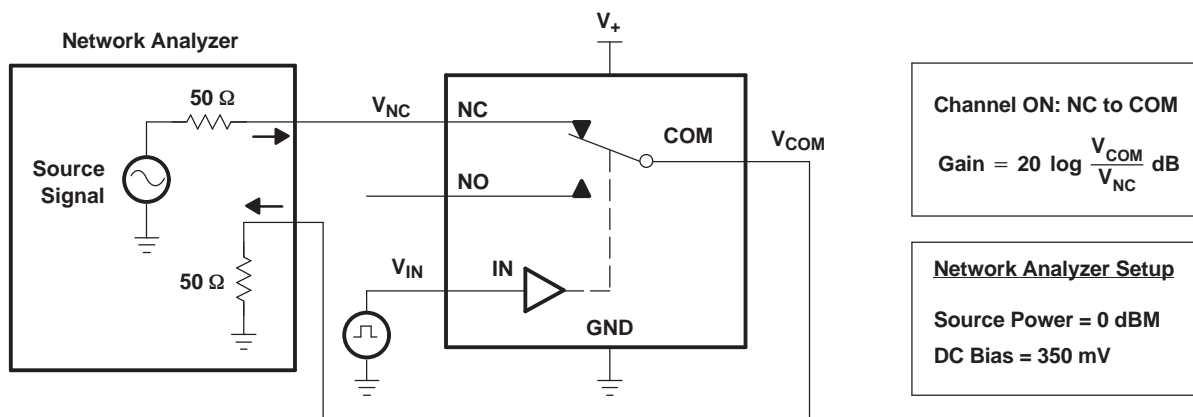 Network Analyzer
50 Ω
Source
Signal
50 Ω
V+
VNC
NC
COM
VCOM
NO
VIN
IN
GND
Channel ON: NC to COM
Gain = 20 log VCOM/VNC dB
Network Analyzer Setup
Source Power = 0 dBM
DC Bias = 350 mV